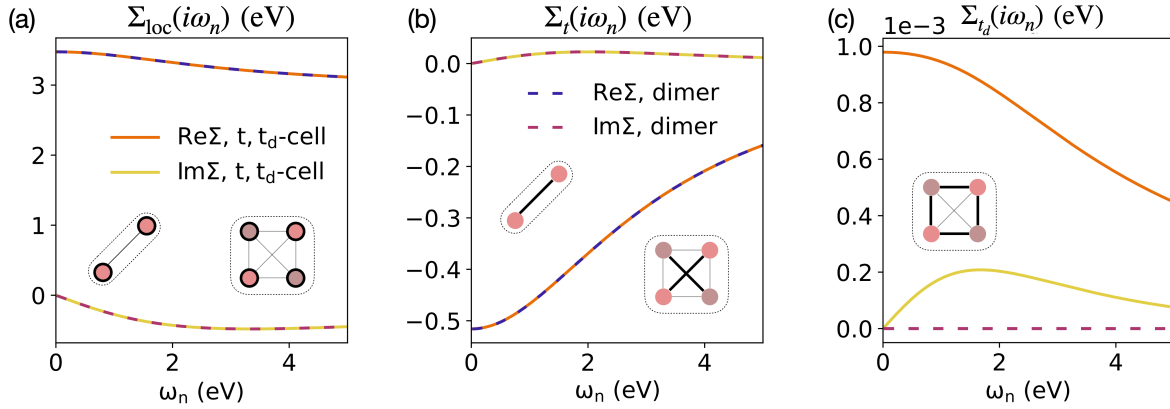 (a) Σloc(iωn) (eV)
3
2
1
0
0 2 4
ωn (eV)
ReΣ, t, td-cell
ImΣ, t, td-cell
(b) Σt(iωn) (eV)
0.0
−0.1
−0.2
−0.3
−0.4
−0.5
0 2 4
ωn (eV)
ReΣ, dimer
ImΣ, dimer
(c) Σtd(iωn) (eV)
1e−3
1.0
0.8
0.6
0.4
0.2
0.0
0 2 4
ωn (eV)